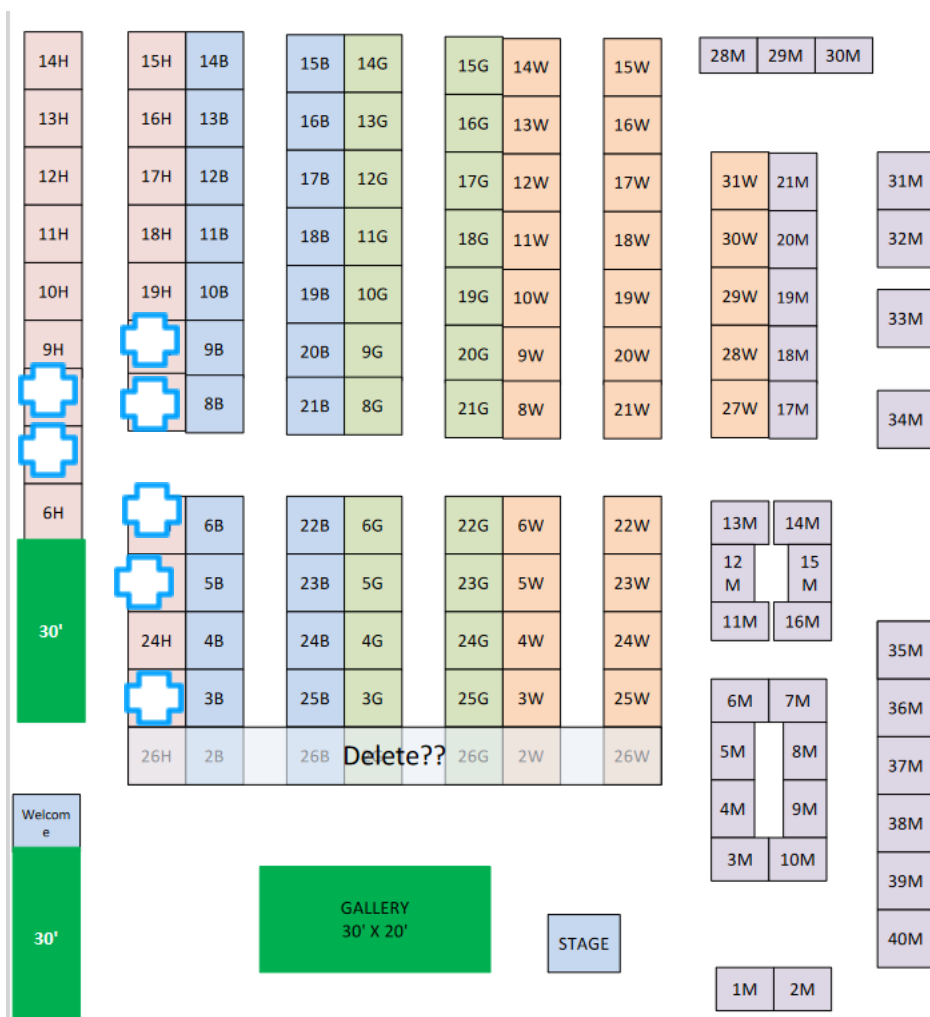 28M 29M 30M
14H 15H 14B 15B 14G 15G 14W 15W
13H 16H 13B 16B 13G 16G 13W 16W
12H 17H 12B 17B 12G 17G 12W 17W 31W 21M 31M
11H 18H 11B 18B 11G 18G 11W 18W 30W 20M 32M
10H 19H 10B 19B 10G 19G 10W 19W 29W 19M 33M
9H 9B 20B 9G 20G 9W 20W 28W 18M
8B 21B 8G 21G 8W 21W 27W 17M 34M
6H 6B 22B 6G 22G 6W 22W 13M 14M
5B 23B 5G 23G 5W 23W 12
M 15
M
30' 24H 4B 24B 4G 24G 4W 24W 11M 16M 35M
3B 25B 3G 25G 3W 25W 6M 7M 36M
26H 2B 26B Delete?? 26G 2W 26W 5M 8M 37M
Welcom
e
4M 9M 38M
3M 10M 39M
GALLERY
30' X 20'
30' STAGE 40M
1M 2M